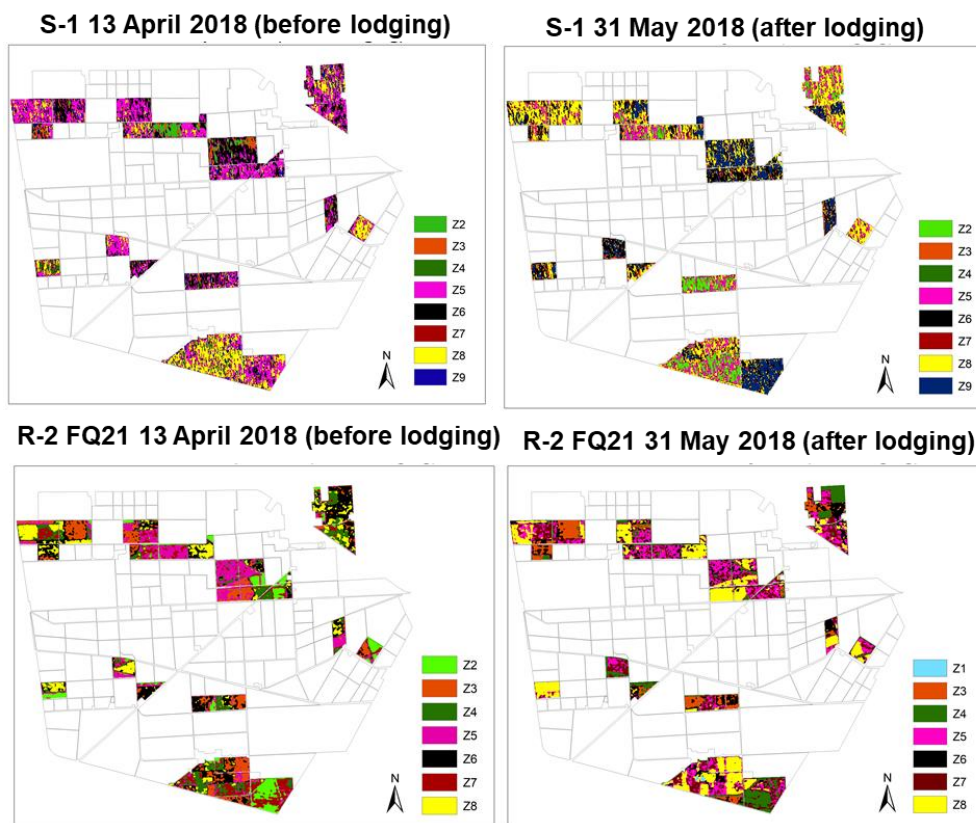 S-1 13 April 2018 (before lodging)
S-1 31 May 2018 (after lodging)
Z2
Z3
Z4
Z5
Z6
Z7
Z8
Z9
N
Z2
Z3
Z4
Z5
Z6
Z7
Z8
Z9
N
R-2 FQ21 13 April 2018 (before lodging)
R-2 FQ21 31 May 2018 (after lodging)
Z2
Z3
Z4
Z5
Z6
Z7
Z8
N
Z1
Z3
Z4
Z5
Z6
Z7
Z8
N